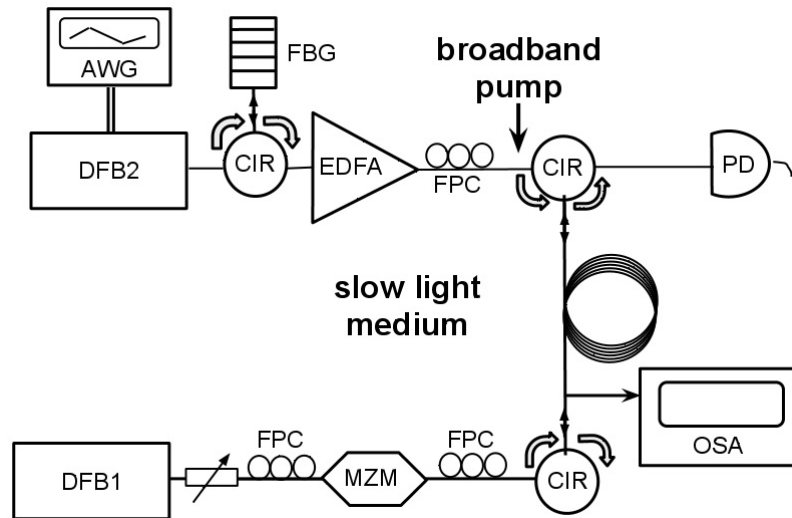 AWG
FBG
broadband
pump
DFB2
CIR
EDFA
FPC
CIR
PD
slow light
medium
OSA
DFB1
FPC
MZM
FPC
CIR